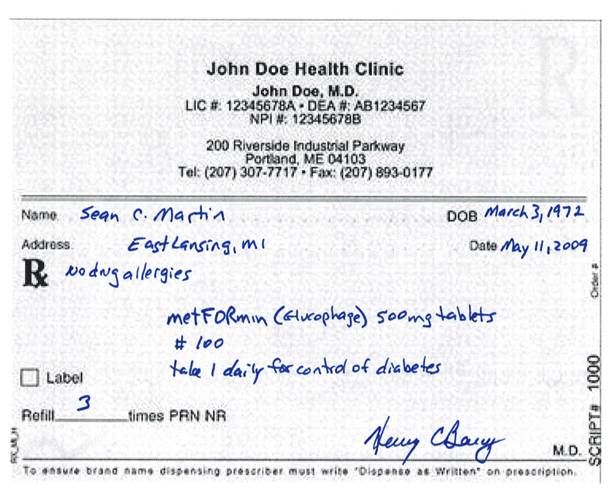 John Doe Health Clinic
John Doe, M.D.
LIC #: 12345678A • DEA #: AB1234567
NPI #: 12345678B
200 Riverside Industrial Parkway
Portland, ME 04103
Tel: (207) 307-7717 • Fax: (207) 893-0177
Name Sean C. Martin DOB March 3, 1972
Address East Lansing, MI Date May 11, 2009
Rx No drug allergies
metFORmin (Glucophage) 500mg tablets
# 100
take 1 daily for control of diabetes
Label
Refill 3 times PRN NR
M.D.
To ensure brand name dispensing prescriber must write "Dispense as Written" on prescription.
Order #
SCRIPT# 1000